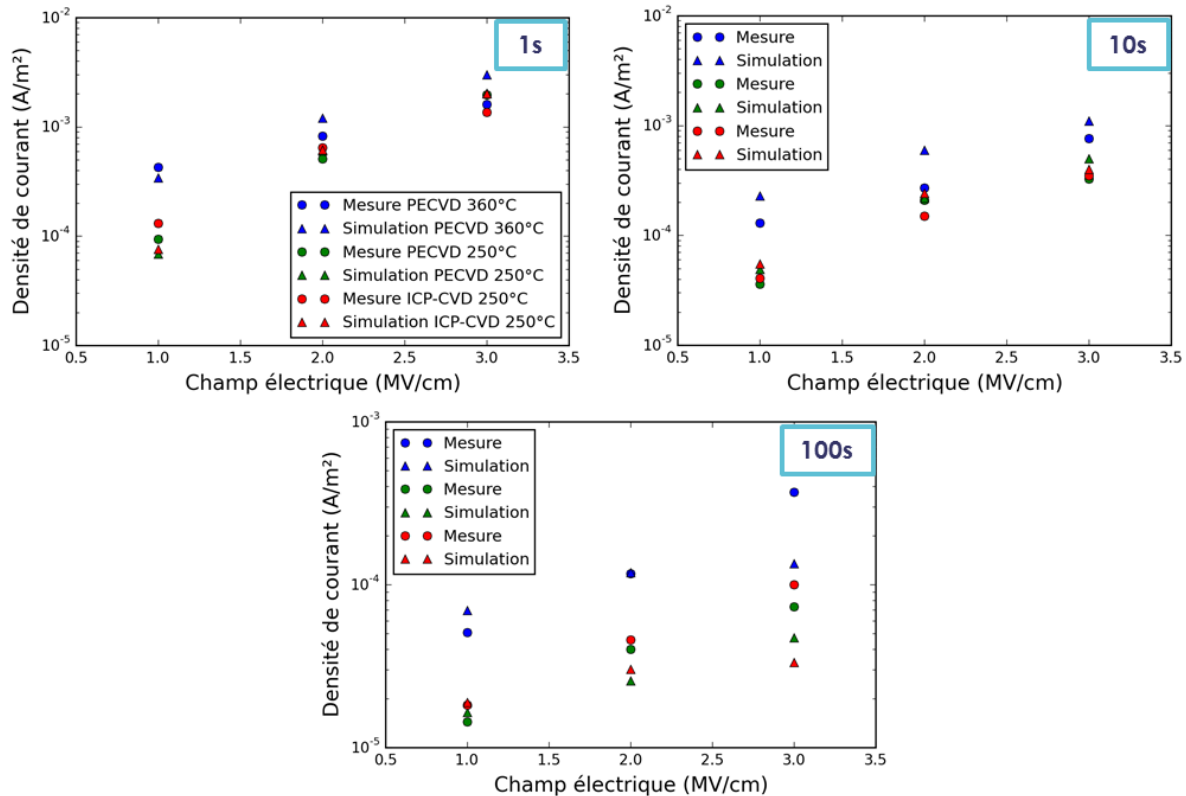 10⁻²
10⁻³
10⁻⁴
10⁻⁵
Densité de courant (A/m²)
1s
Mesure PECVD 360°C
Simulation PECVD 360°C
Mesure PECVD 250°C
Simulation PECVD 250°C
Mesure ICP-CVD 250°C
Simulation ICP-CVD 250°C
0.5 1.0 1.5 2.0 2.5 3.0 3.5
Champ électrique (MV/cm)
10⁻²
10⁻³
10⁻⁴
10⁻⁵
Densité de courant (A/m²)
10s
Mesure
Simulation
Mesure
Simulation
Mesure
Simulation
0.5 1.0 1.5 2.0 2.5 3.0 3.5
Champ électrique (MV/cm)
10⁻³
10⁻⁴
10⁻⁵
Densité de courant (A/m²)
100s
Mesure
Simulation
Mesure
Simulation
Mesure
Simulation
0.5 1.0 1.5 2.0 2.5 3.0 3.5
Champ électrique (MV/cm)